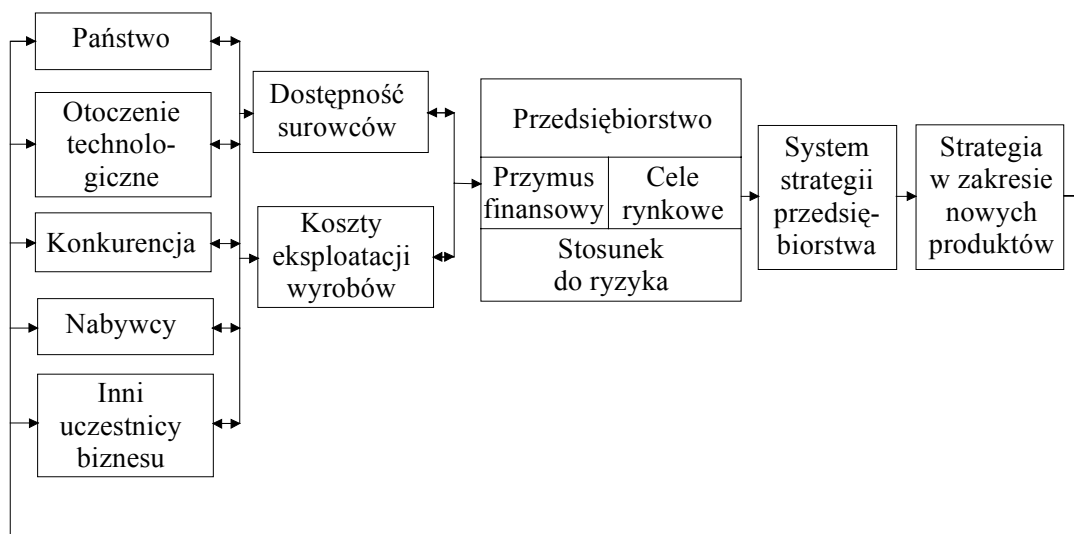 Państwo
Otoczenie
technolo-
giczne
Konkurencja
Nabywcy
Inni
uczestnicy
biznesu
Dostępność
surowców
Koszty
eksploatacji
wyrobów
Przedsiębiorstwo
Przymus
finansowy
Cele
rynkowe
Stosunek
do ryzyka
System
strategii
przedsię-
biorstwa
Strategia
w zakresie
nowych
produktów